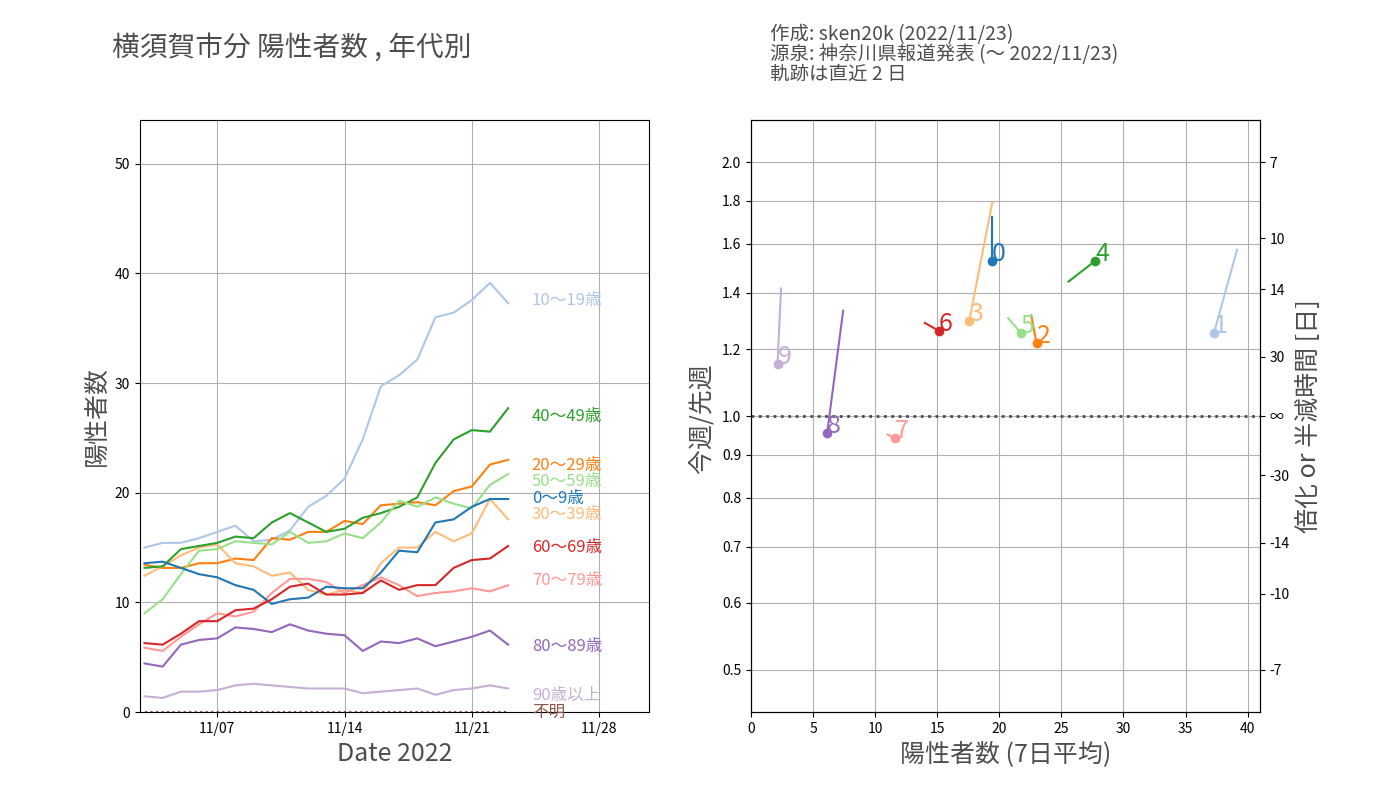 横須賀市分 陽性者数 , 年代別
作成: sken20k (2022/11/23)
源泉: 神奈川県報道発表 (～ 2022/11/23)
軌跡は直近 2 日
陽性者数
50
40
30
20
10
0
10～19歳
40～49歳
20～29歳
50～59歳
0～9歳
30～39歳
60～69歳
70～79歳
80～89歳
90歳以上
不明
11/07
11/14
11/21
11/28
Date 2022
今週/先週
2.0
1.8
1.6
1.4
1.2
1.0
0.9
0.8
0.7
0.6
0.5
0
4
3
6
5
2
1
9
8
7
7
10
14
30
∞
-30
-14
-10
-7
倍化 or 半減時間 [日]
0
5
10
15
20
25
30
35
40
陽性者数 (7日平均)